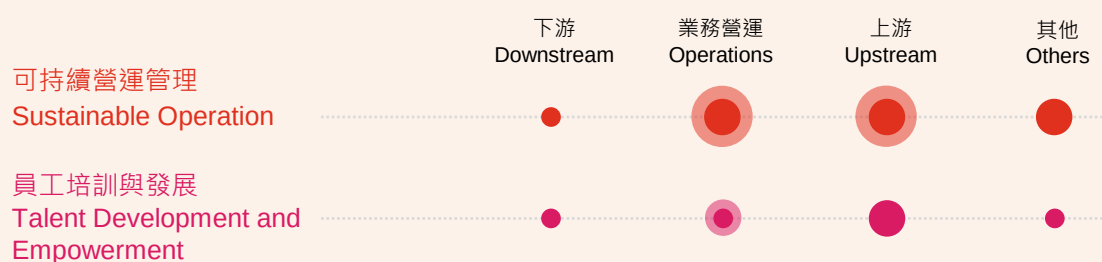 下游
Downstream
業務營運
Operations
上游
Upstream
其他
Others
可持續營運管理
Sustainable Operation
員工培訓與發展
Talent Development and
Empowerment